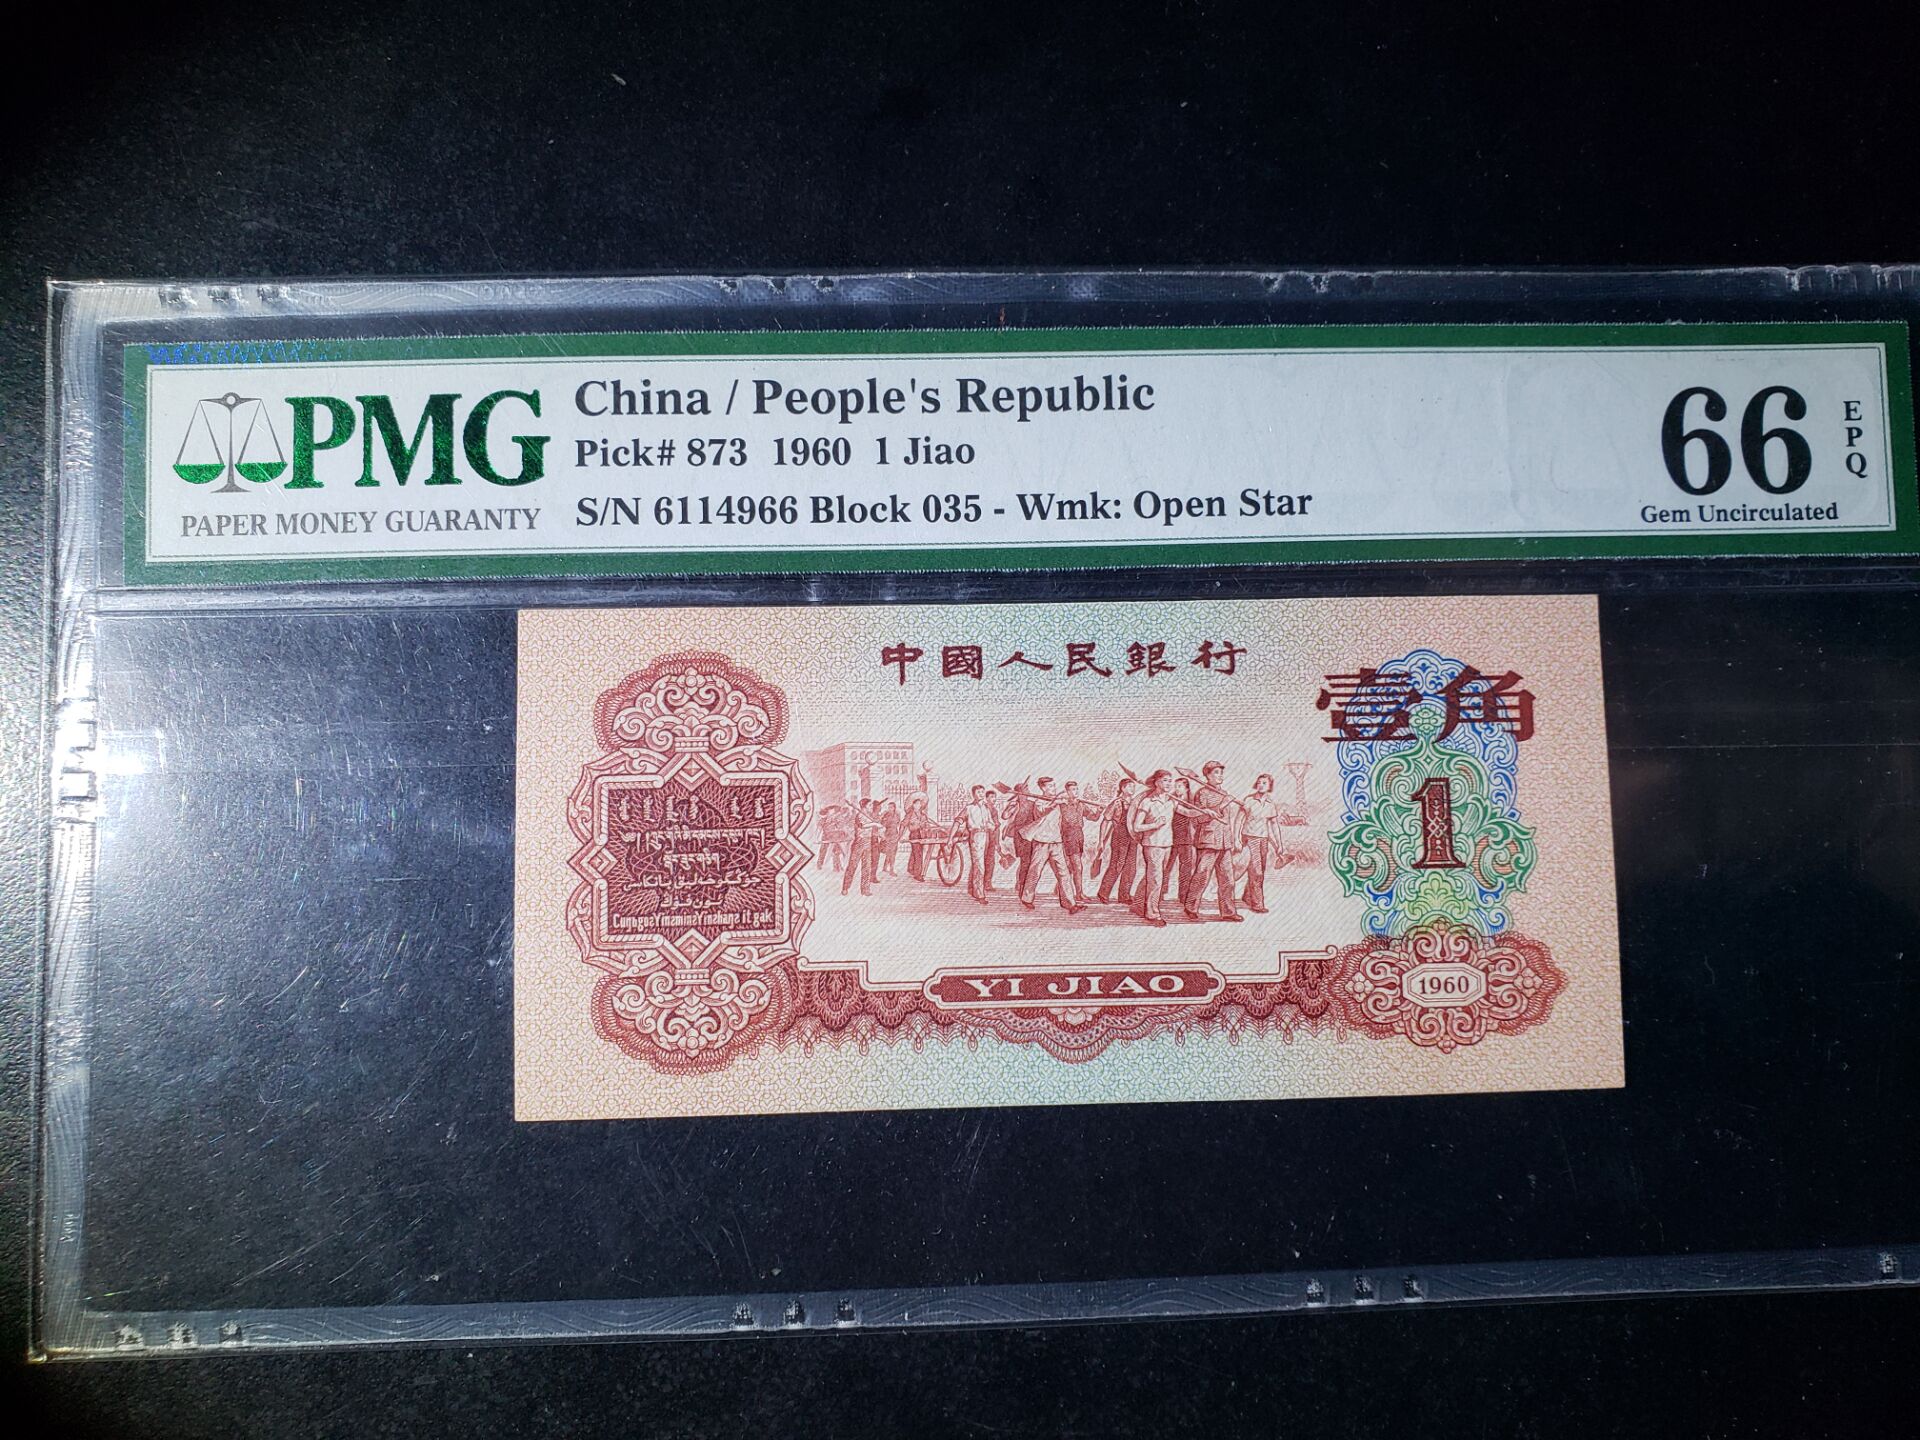 PMG
PAPER MONEY GUARANTY
China / People's Republic
Pick# 873 1960 1 Jiao
S/N 6114966 Block 035 - Wmk: Open Star
66
EPQ
Gem Uncirculated
中國人民銀行
壹角
1
YI JIAO
1960